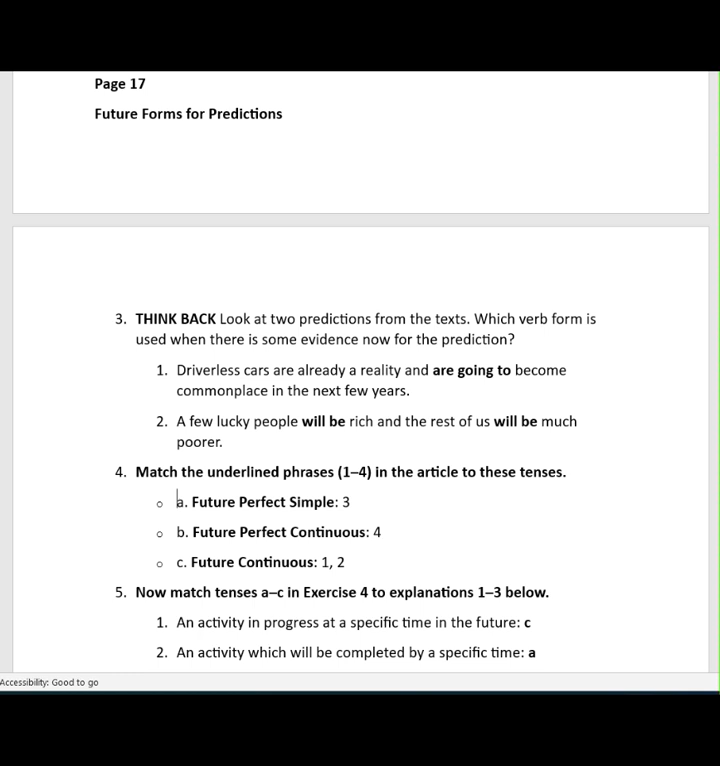 Page 17
Future Forms for Predictions
3. THINK BACK Look at two predictions from the texts. Which verb form is
used when there is some evidence now for the prediction?
1. Driverless cars are already a reality and are going to become
commonplace in the next few years.
2. A few lucky people will be rich and the rest of us will be much
poorer.
4. Match the underlined phrases (1–4) in the article to these tenses.
○ a. Future Perfect Simple: 3
○ b. Future Perfect Continuous: 4
○ c. Future Continuous: 1, 2
5. Now match tenses a–c in Exercise 4 to explanations 1–3 below.
1. An activity in progress at a specific time in the future: c
2. An activity which will be completed by a specific time: a
Accessibility: Good to go